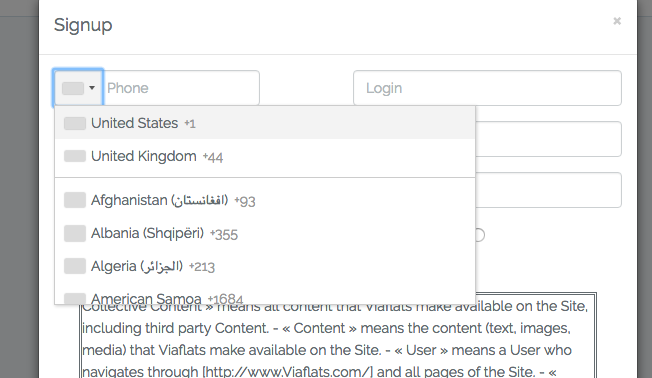 Signup ×
Phone Login
United States +1
United Kingdom +44
Afghanistan (‫افغانستان‬‎) +93
Albania (Shqipëri) +355
Algeria (‫الجزائر‬‎) +213
American Samoa +1684
Collective Content » means all content that Viaflats make available on the Site,
including third party Content. - « Content » means the content (text, images,
media) that Viaflats make available on the Site. - « User » means a User who
navigates through [http://www.Viaflats.com/] and all pages of the Site. - «